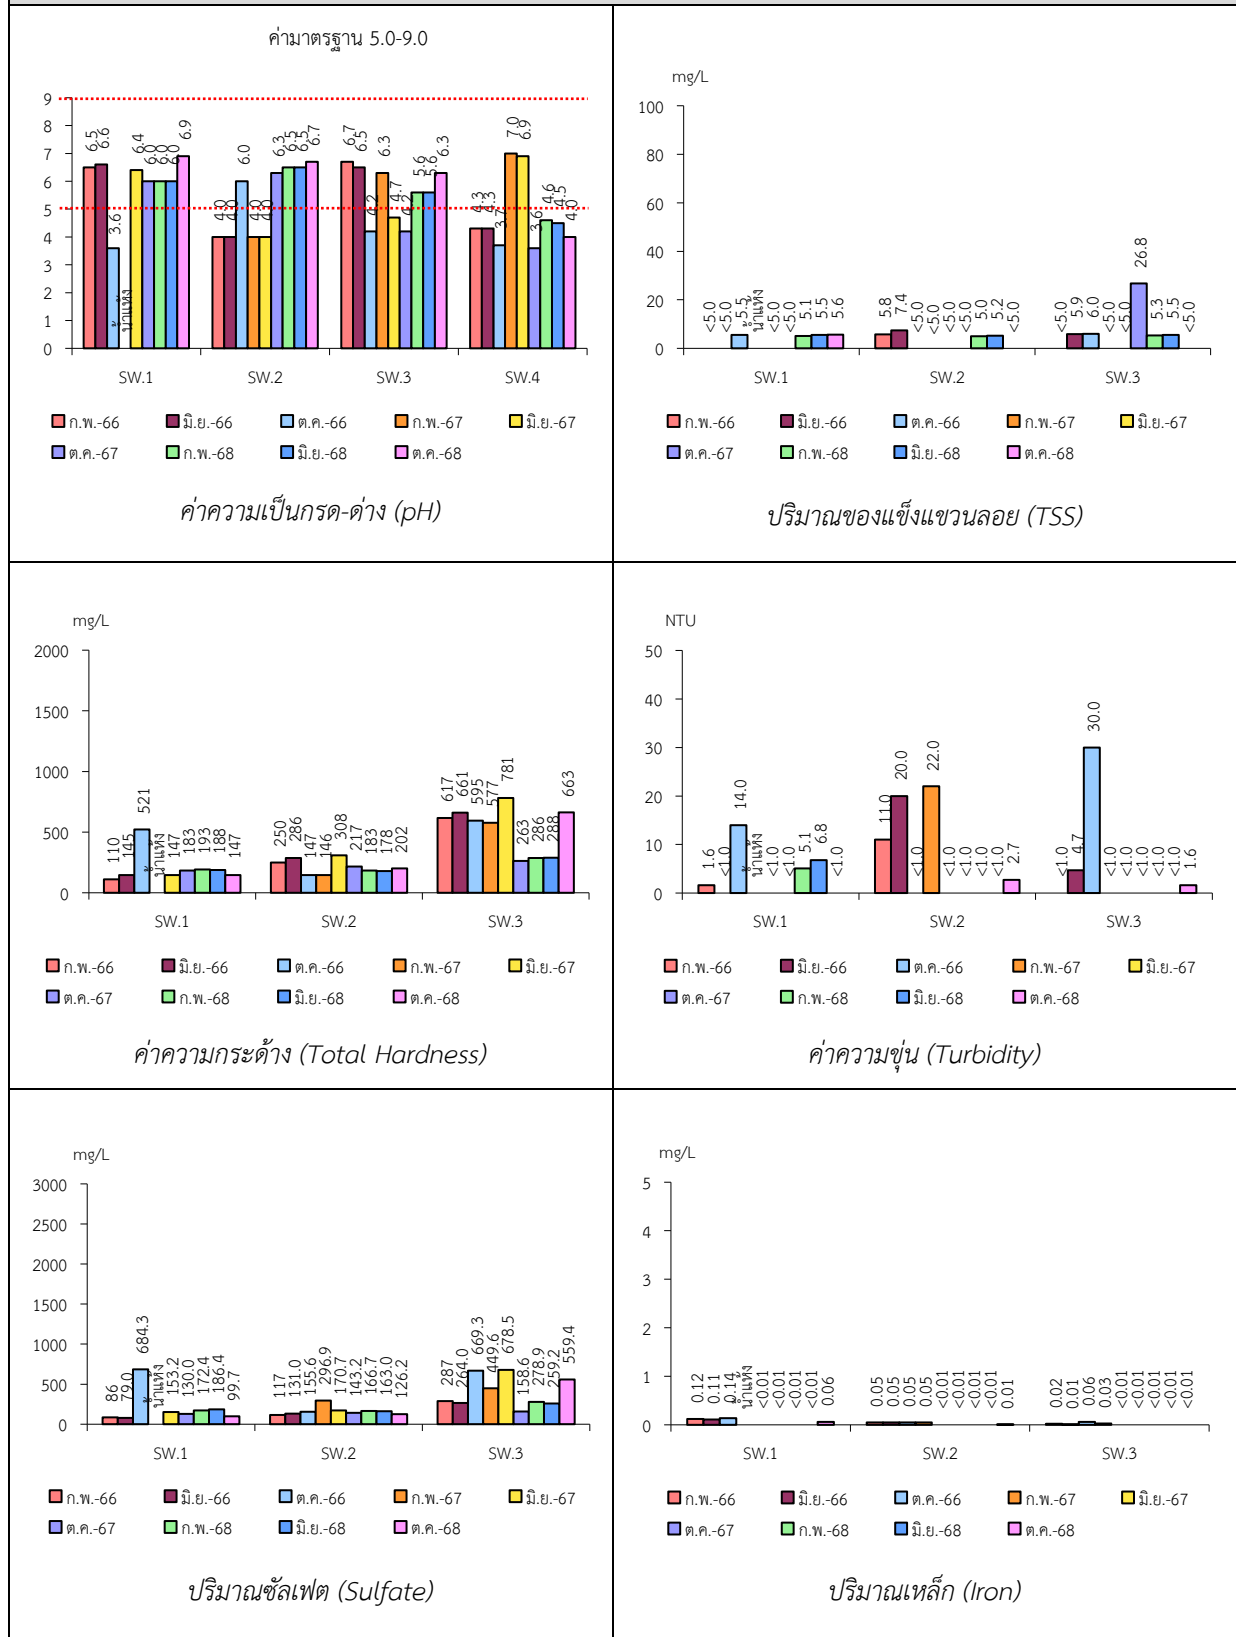 ค่ามาตรฐาน 5.0-9.0
9
8
7
6
5
4
3
2
1
0
6.5 6.6 3.6 น้ำแห้ง 6.4 6.0 6.0 6.0 6.9
4.0 4.0 6.0 4.0 4.0 6.3 6.5 6.5 6.7
6.7 6.5 4.2 6.3 4.7 4.2 5.6 5.6 6.3
4.3 4.3 3.7 7.0 6.9 3.6 4.6 4.5 4.0
SW.1 SW.2 SW.3 SW.4
ก.พ.-66 มิ.ย.-66 ต.ค.-66 ก.พ.-67 มิ.ย.-67
ต.ค.-67 ก.พ.-68 มิ.ย.-68 ต.ค.-68
ค่าความเป็นกรด-ด่าง (pH)
mg/L
100
80
60
40
20
0
<5.0 <5.0 5.5 น้ำแห้ง <5.0 <5.0 5.1 5.5 5.6
5.8 7.4 <5.0 <5.0 <5.0 <5.0 5.0 5.2 <5.0
<5.0 5.9 6.0 <5.0 <5.0 26.8 5.3 5.5 <5.0
SW.1 SW.2 SW.3
ก.พ.-66 มิ.ย.-66 ต.ค.-66 ก.พ.-67 มิ.ย.-67
ต.ค.-67 ก.พ.-68 มิ.ย.-68 ต.ค.-68
ปริมาณของแข็งแขวนลอย (TSS)
mg/L
2000
1500
1000
500
0
110 145 521 น้ำแห้ง 147 183 193 188 147
250 286 147 146 308 217 183 178 202
617 661 595 577 781 263 286 288 663
SW.1 SW.2 SW.3
ก.พ.-66 มิ.ย.-66 ต.ค.-66 ก.พ.-67 มิ.ย.-67
ต.ค.-67 ก.พ.-68 มิ.ย.-68 ต.ค.-68
ค่าความกระด้าง (Total Hardness)
NTU
50
40
30
20
10
0
1.6 <1.0 14.0 น้ำแห้ง <1.0 <1.0 5.1 6.8 <1.0
11.0 20.0 <1.0 22.0 <1.0 <1.0 <1.0 <1.0 2.7
<1.0 4.7 30.0 <1.0 <1.0 <1.0 <1.0 <1.0 1.6
SW.1 SW.2 SW.3
ก.พ.-66 มิ.ย.-66 ต.ค.-66 ก.พ.-67 มิ.ย.-67
ต.ค.-67 ก.พ.-68 มิ.ย.-68 ต.ค.-68
ค่าความขุ่น (Turbidity)
mg/L
3000
2500
2000
1500
1000
500
0
86 79.0 684.3 น้ำแห้ง 153.2 130.0 172.4 186.4 99.7
117 131.0 155.6 296.9 170.7 143.2 166.7 163.0 126.2
287 264.0 669.3 449.6 678.5 158.6 278.9 259.2 559.4
SW.1 SW.2 SW.3
ก.พ.-66 มิ.ย.-66 ต.ค.-66 ก.พ.-67 มิ.ย.-67
ต.ค.-67 ก.พ.-68 มิ.ย.-68 ต.ค.-68
ปริมาณซัลเฟต (Sulfate)
mg/L
5
4
3
2
1
0
0.12 0.11 0.14 น้ำแห้ง <0.01 <0.01 <0.01 <0.01 0.06
0.05 0.05 0.05 0.05 <0.01 <0.01 <0.01 <0.01 0.01
0.02 0.01 0.06 0.03 <0.01 <0.01 <0.01 <0.01 <0.01
SW.1 SW.2 SW.3
ก.พ.-66 มิ.ย.-66 ต.ค.-66 ก.พ.-67 มิ.ย.-67
ต.ค.-67 ก.พ.-68 มิ.ย.-68 ต.ค.-68
ปริมาณเหล็ก (Iron)